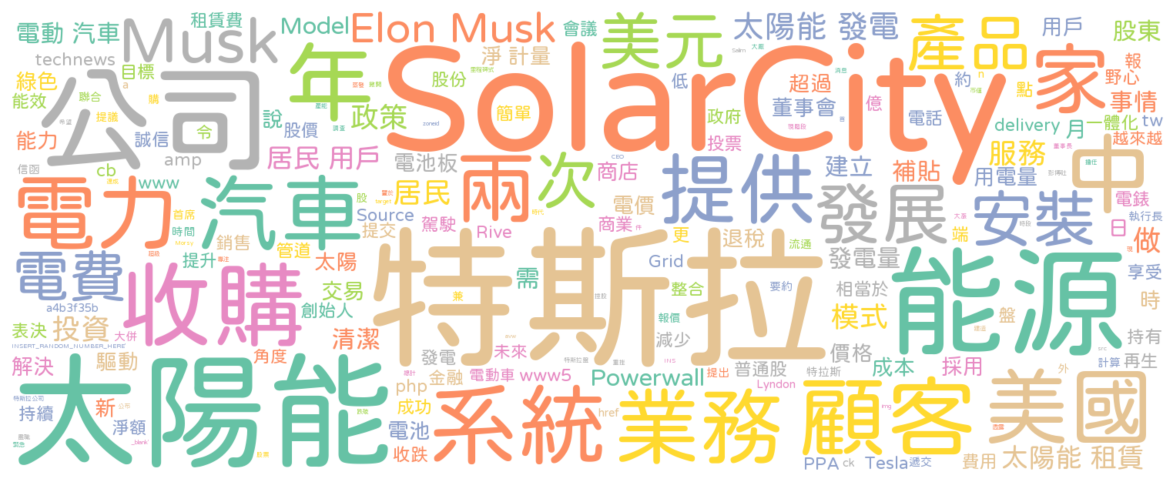 租賃費
電動 汽車
Musk
Model
Elon Musk
會議
美元
太陽能 發電
產品
用戶
股東
technews
目標
公司
年
淨 計量
股份
低
超過
約
家
報
野心
綠色
能效
聯合
SolarCity
簡單
政府
董事會
億
點
事情
能力
提議
購
令
說
政策
股價
誠信
投票
電話
delivery
月
一體化
tw
越來越
信函
cb
amp
居民 用戶
電池板
次
商店
提供
建立
補貼
服務
用電量
中
電力
www
汽車
兩
居民
電價
發展
安裝
電錶
首席
時間
股
Source
提交
駕駛
Rive
商業
更
退稅
流通
端
日
執行長
做
電費
提升
管道
銷售
太陽
特斯拉
需
Grid
整合
要約
發電量
能源
享受
時
a4b3f35b
收購
交易
創始人
兼
報價
減少
相當於
模式
盤
持有
表決
投資
大併
清潔
價格
INSERT_RANDOM_NUMBER_HERE
解決
驅動
角度
發電
未來
電動車
www5
Powerwall
提出
普通股
特拉斯
成本
採用
計算
再生
外
太陽能
新
持續
淨額
php
金融
成功
電池
收跌
系統
href
業務
Lyndon
顧客
美國
PPA
ck
Tesla
遞交
費用
太陽能 租賃